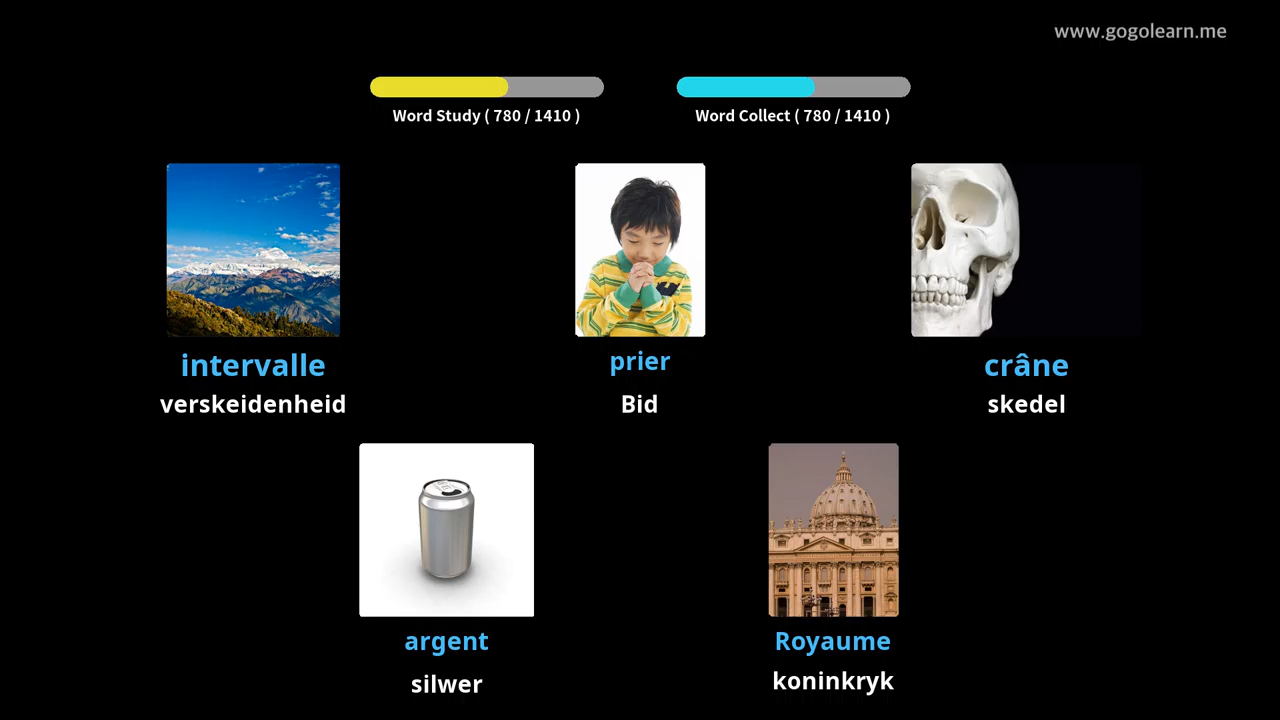 www.gogolearn.me
Word Study ( 780 / 1410 )
Word Collect ( 780 / 1410 )
intervalle
verskeidenheid
prier
Bid
crâne
skedel
argent
silwer
Royaume
koninkryk